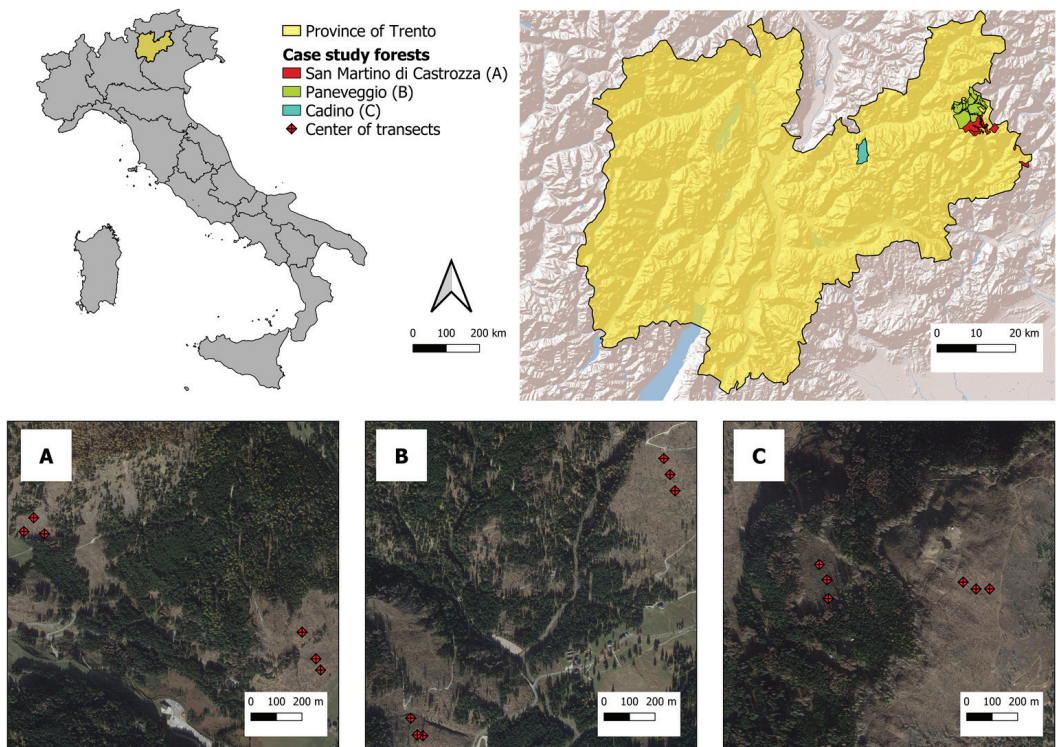 Province of Trento
Case study forests
San Martino di Castrozza (A)
Paneveggio (B)
Cadino (C)
Center of transects
0 100 200 km
0 10 20 km
A
B
C
0 100 200 m
0 100 200 m
0 100 200 m